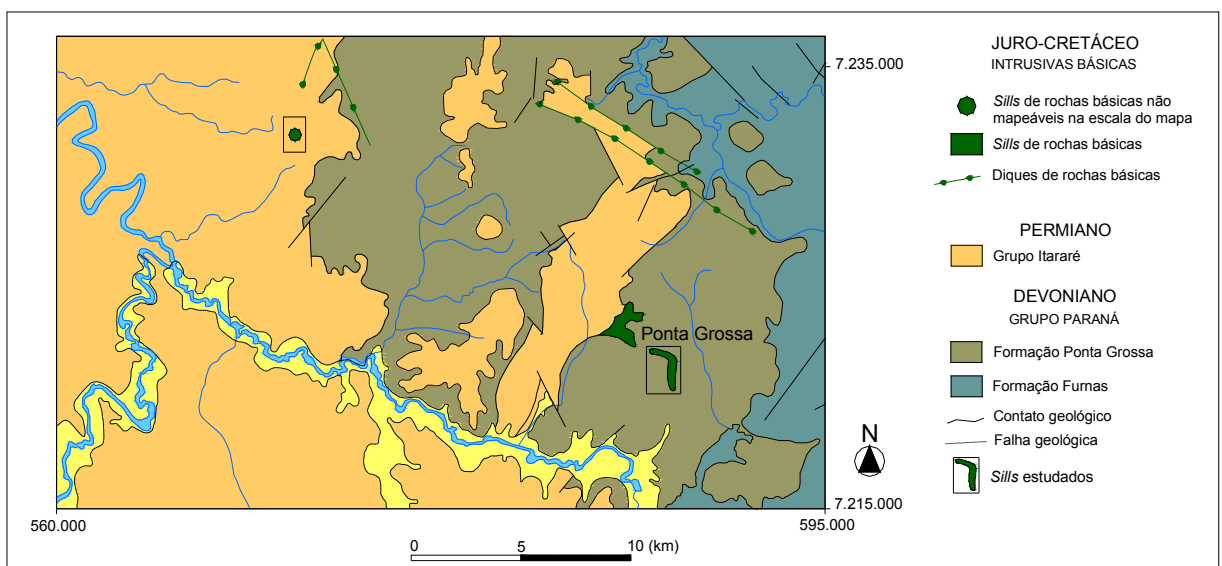 7.235.000
Ponta Grossa
N
7.215.000
560.000
595.000
0 5 10 (km)
JURO-CRETÁCEO
INTRUSIVAS BÁSICAS
Sills de rochas básicas não
mapeáveis na escala do mapa
Sills de rochas básicas
Diques de rochas básicas
PERMIANO
Grupo Itararé
DEVONIANO
GRUPO PARANÁ
Formação Ponta Grossa
Formação Furnas
Contato geológico
Falha geológica
Sills estudados